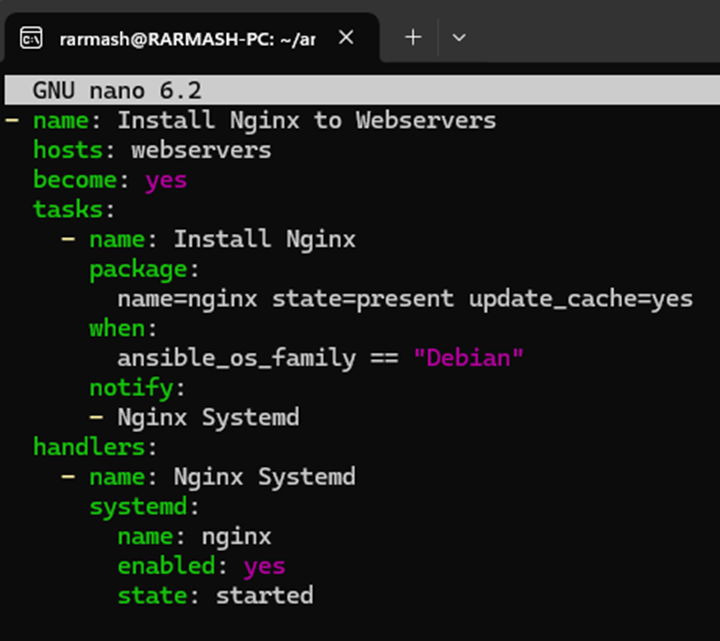 rarmash@RARMASH-PC: ~/ar
GNU nano 6.2
- name: Install Nginx to Webservers
  hosts: webservers
  become: yes
  tasks:
    - name: Install Nginx
      package:
        name=nginx state=present update_cache=yes
      when:
        ansible_os_family == "Debian"
      notify:
      - Nginx Systemd
  handlers:
    - name: Nginx Systemd
      systemd:
        name: nginx
        enabled: yes
        state: started